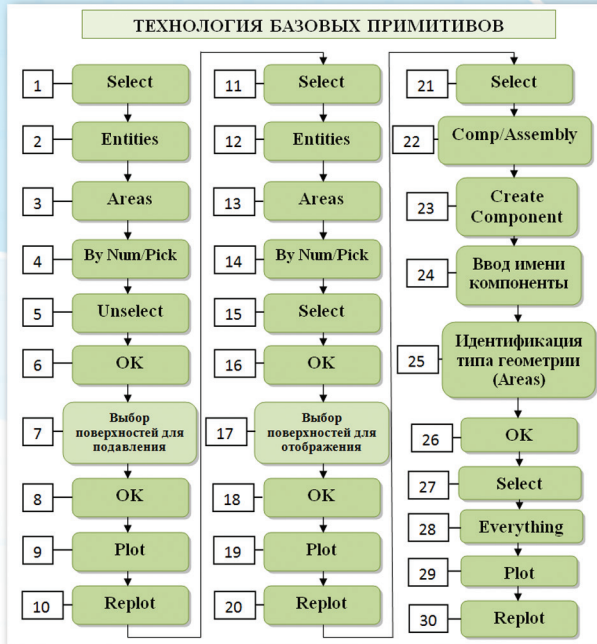 ТЕХНОЛОГИЯ БАЗОВЫХ ПРИМИТИВОВ
1
Select
2
Entities
3
Areas
4
By Num/Pick
5
Unselect
6
OK
7
Выбор
поверхностей для
подавления
8
OK
9
Plot
10
Replot
11
Select
12
Entities
13
Areas
14
By Num/Pick
15
Select
16
OK
17
Выбор
поверхностей для
отображения
18
OK
19
Plot
20
Replot
21
Select
22
Comp/Assembly
23
Create
Component
24
Ввод имени
компоненты
25
Идентификация
типа геометрии
(Areas)
26
OK
27
Select
28
Everything
29
Plot
30
Replot